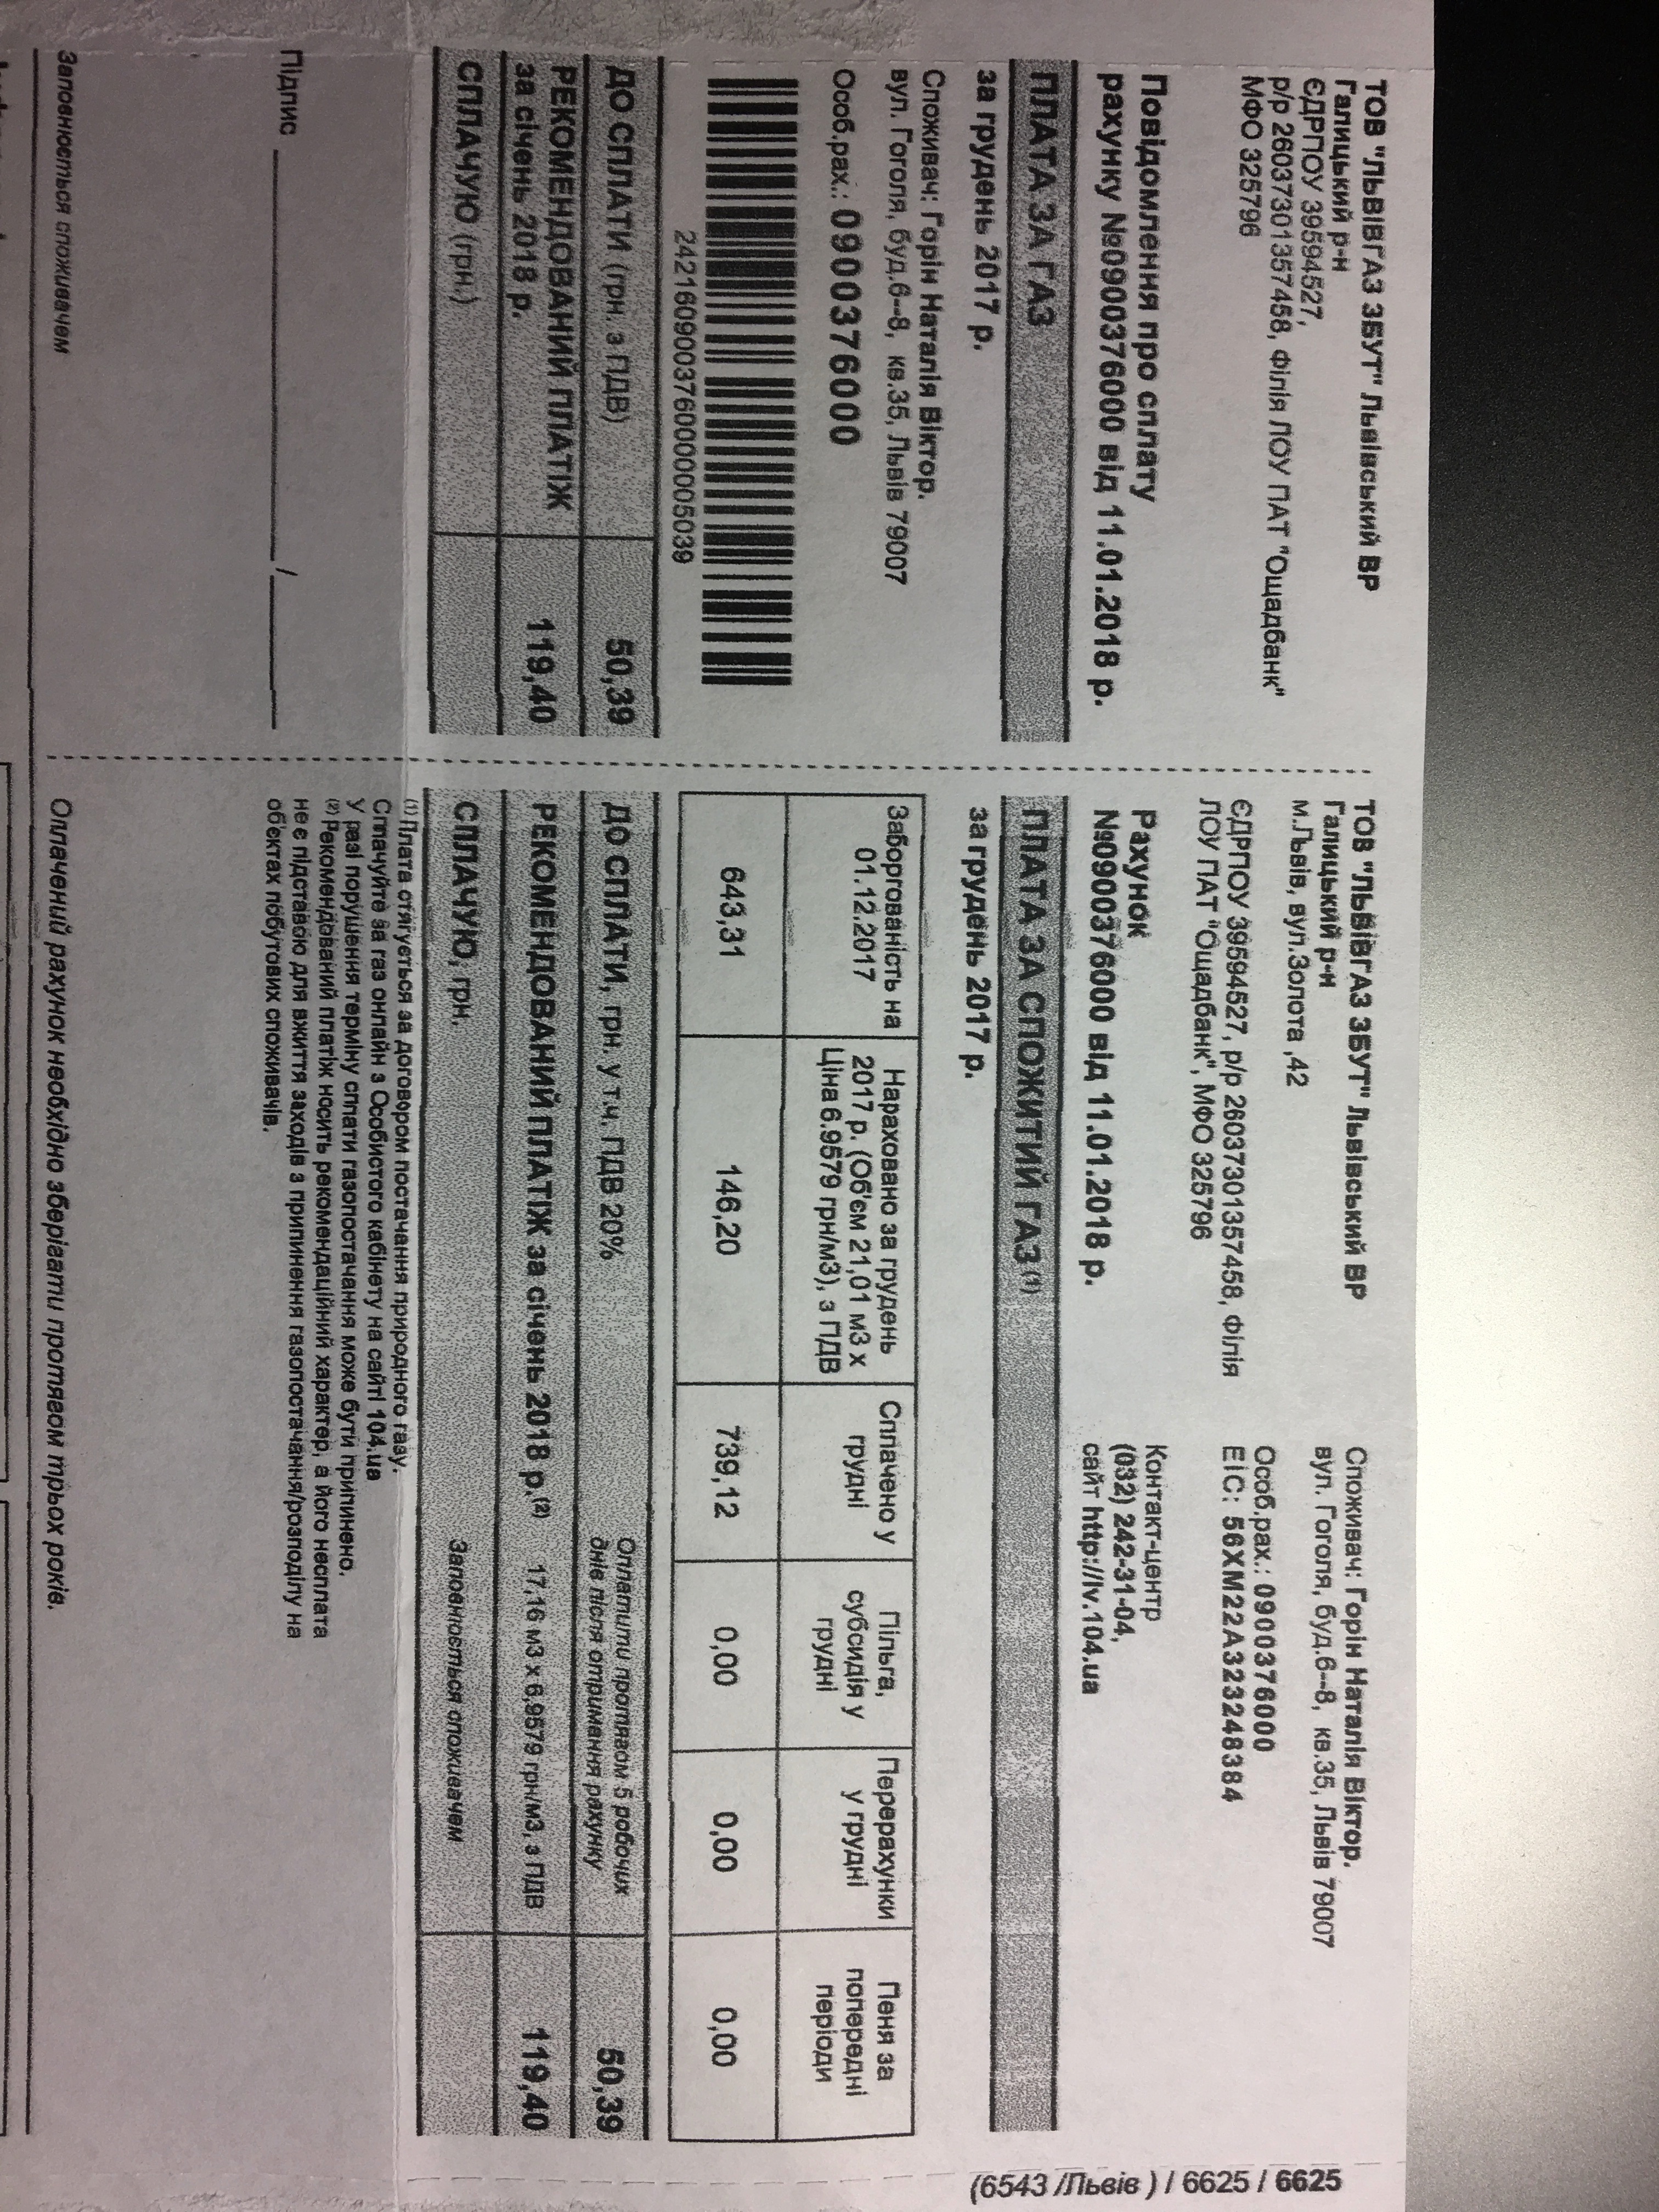 ТОВ "ЛЬВІВГАЗ ЗБУТ" Львівський ВР
Галицький р-н
ЄДРПОУ 39594527,
р/р 26037301357458, Філія ЛОУ ПАТ "Ощадбанк"
МФО 325796
Повідомлення про сплату
рахунку №0900376000 від 11.01.2018 р.
ПЛАТА ЗА ГАЗ
за грудень 2017 р.
Споживач: Горін Наталія Віктор.
вул. Гоголя, буд.6--8, кв.35, Львів 79007
Особ.рах.: 0900376000
242160900376000005039
ДО СПЛАТИ (грн. з ПДВ) 50,39
РЕКОМЕНДОВАНИЙ ПЛАТІЖ
за січень 2018 р. 119,40
СПЛАЧУЮ (грн.)
Підпис / 
Заповнюється споживачем
ТОВ "ЛЬВІВГАЗ ЗБУТ" Львівський ВР
Галицький р-н
м.Львів, вул.Золота ,42
ЄДРПОУ 39594527, р/р 26037301357458, Філія
ЛОУ ПАТ "Ощадбанк", МФО 325796
Споживач: Горін Наталія Віктор.
вул. Гоголя, буд.6--8, кв.35, Львів 79007
Особ.рах.: 0900376000
EIC: 56XM22A323248384
Рахунок
№0900376000 від 11.01.2018 р.
Контакт-центр
(032) 242-31-04,
сайт http://lv.104.ua
ПЛАТА ЗА СПОЖИТИЙ ГАЗ (1)
за грудень 2017 р.
Заборгованість на
01.12.2017
Нараховано за грудень
2017 р. (Об'єм 21,01 м3 х
Ціна 6.9579 грн/м3), з ПДВ
Сплачено у
грудні
Пільга,
субсидія у
грудні
Перерахунки
у грудні
Пеня за
попередні
періоди
643,31 146,20 739,12 0,00 0,00 0,00
ДО СПЛАТИ, грн. у т.ч. ПДВ 20% Оплатити протягом 5 робочих
днів після отримання рахунку 50,39
РЕКОМЕНДОВАНИЙ ПЛАТІЖ за січень 2018 р.(2) 17,16 м3 х 6,9579 грн/м3, з ПДВ 119,40
СПЛАЧУЮ, грн. Заповнюється споживачем
(1) Плата стягується за договором постачання природного газу.
Сплачуйте за газ онлайн з Особистого кабінету на сайті 104.ua
У разі порушення терміну сплати газопостачання може бути припинено.
(2) Рекомендований платіж носить рекомендаційний характер, а його несплата
не є підставою для вжиття заходів з припинення газопостачання/розподілу на
об'єктах побутових споживачів.
Оплачений рахунок необхідно зберігати протягом трьох років.
(6543 /Львів ) / 6625 / 6625